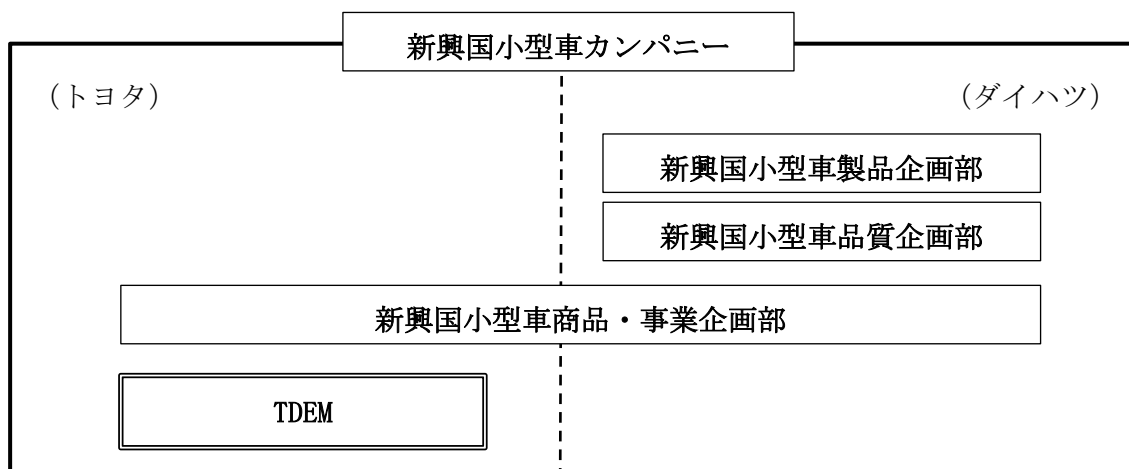 新興国小型車カンパニー
（トヨタ）
（ダイハツ）
新興国小型車製品企画部
新興国小型車品質企画部
新興国小型車商品・事業企画部
TDEM